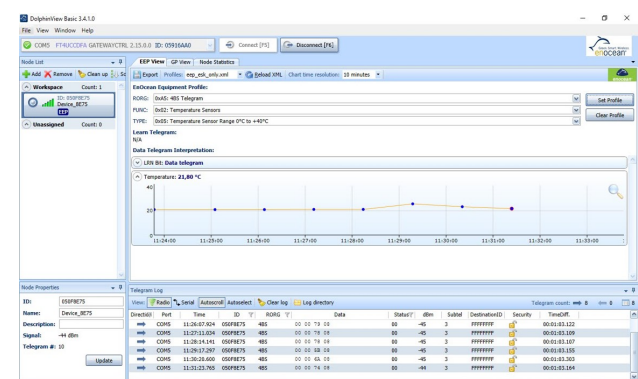 DolphinView Basic 3.4.1.0
File View Window Help
COM5 FT4UCCDFA GATEWAYCTRL 2.15.0.0 ID: 05916AA0 Connect [F5] Disconnect [F6]
enocean
Node List
Add Remove Clean up Sc
Workspace Count: 1
ID: 050F8E75
Device_8E75
EEP
Unassigned Count: 0
EEP View GP View Node Statistics
Export Profiles: eep_esk_only.xml Reload XML Chart time resolution: 10 minutes
EnOcean Equipment Profile:
RORG: 0xA5: 4BS Telegram
FUNC: 0x02: Temperature Sensors
TYPE: 0x05: Temperature Sensor Range 0°C to +40°C
Set Profile
Clear Profile
Learn Telegram:
N/A
Data Telegram Interpretation:
LRN Bit: Data telegram
Temperature: 21,80 °C
40
20
0
11:24:00 11:25:00 11:26:00 11:27:00 11:28:00 11:29:00 11:30:00 11:31:00 11:32:00 11:33:00
Node Properties
ID: 050F8E75
Name: Device_8E75
Description:
Signal: -44 dBm
Telegram #: 10
Update
Telegram Log
View: Radio Serial Autoscroll Autoselect Clear log Log directory Telegram count: 8 8 8
Port Time ID RORG Data Status dBm Subtel DestinationID Security TimeDiff.
COM5 11:26:07.924 050F8E75 4BS 00 00 79 08 00 -45 3 FFFFFFFF 00:01:03.122
COM5 11:27:11.034 050F8E75 4BS 00 00 76 08 00 -45 3 FFFFFFFF 00:01:03.109
COM5 11:28:14.141 050F8E75 4BS 00 00 78 08 00 -45 3 FFFFFFFF 00:01:03.107
COM5 11:29:17.297 050F8E75 4BS 00 00 5B 08 00 -45 3 FFFFFFFF 00:01:03.155
COM5 11:30:20.600 050F8E75 4BS 00 00 6A 08 00 -45 3 FFFFFFFF 00:01:03.303
COM5 11:31:23.765 050F8E75 4BS 00 00 74 08 00 -44 3 FFFFFFFF 00:01:03.164